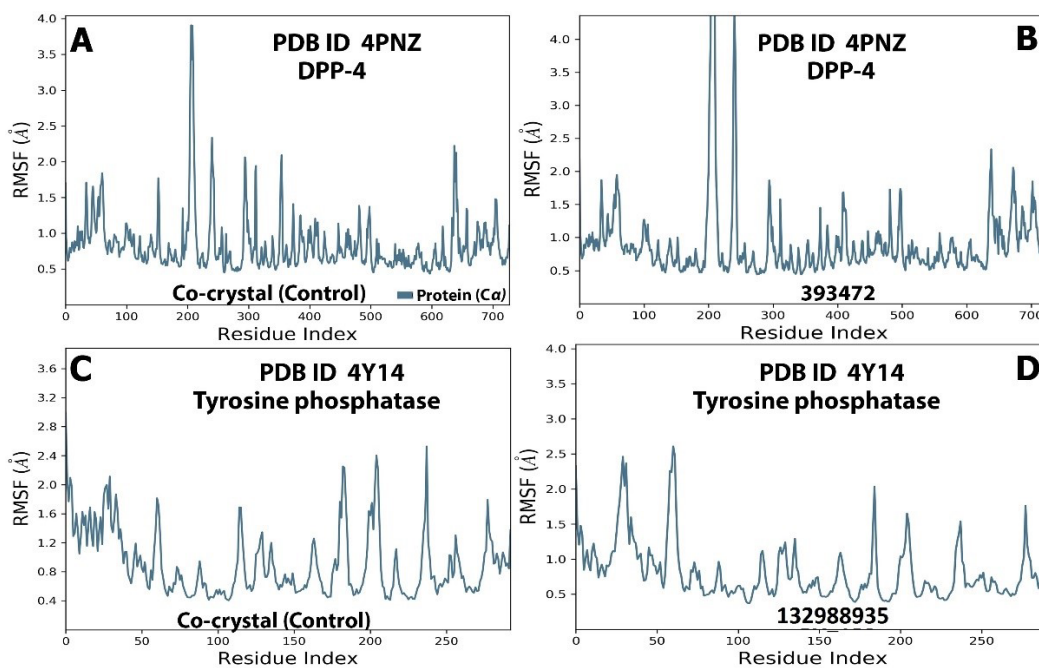 A
PDB ID 4PNZ
DPP-4
RMSF (Å)
4.0
3.5
3.0
2.5
2.0
1.5
1.0
0.5
Co-crystal (Control)
Protein (Cα)
0 100 200 300 400 500 600 700
Residue Index
B
PDB ID 4PNZ
DPP-4
RMSF (Å)
4.0
3.5
3.0
2.5
2.0
1.5
1.0
0.5
393472
0 100 200 300 400 500 600 700
Residue Index
C
PDB ID 4Y14
Tyrosine phosphatase
RMSF (Å)
3.6
3.2
2.8
2.4
2.0
1.6
1.2
0.8
0.4
Co-crystal (Control)
0 50 100 150 200 250
Residue Index
D
PDB ID 4Y14
Tyrosine phosphatase
RMSF (Å)
4.0
3.5
3.0
2.5
2.0
1.5
1.0
0.5
132988935
0 50 100 150 200 250
Residue Index